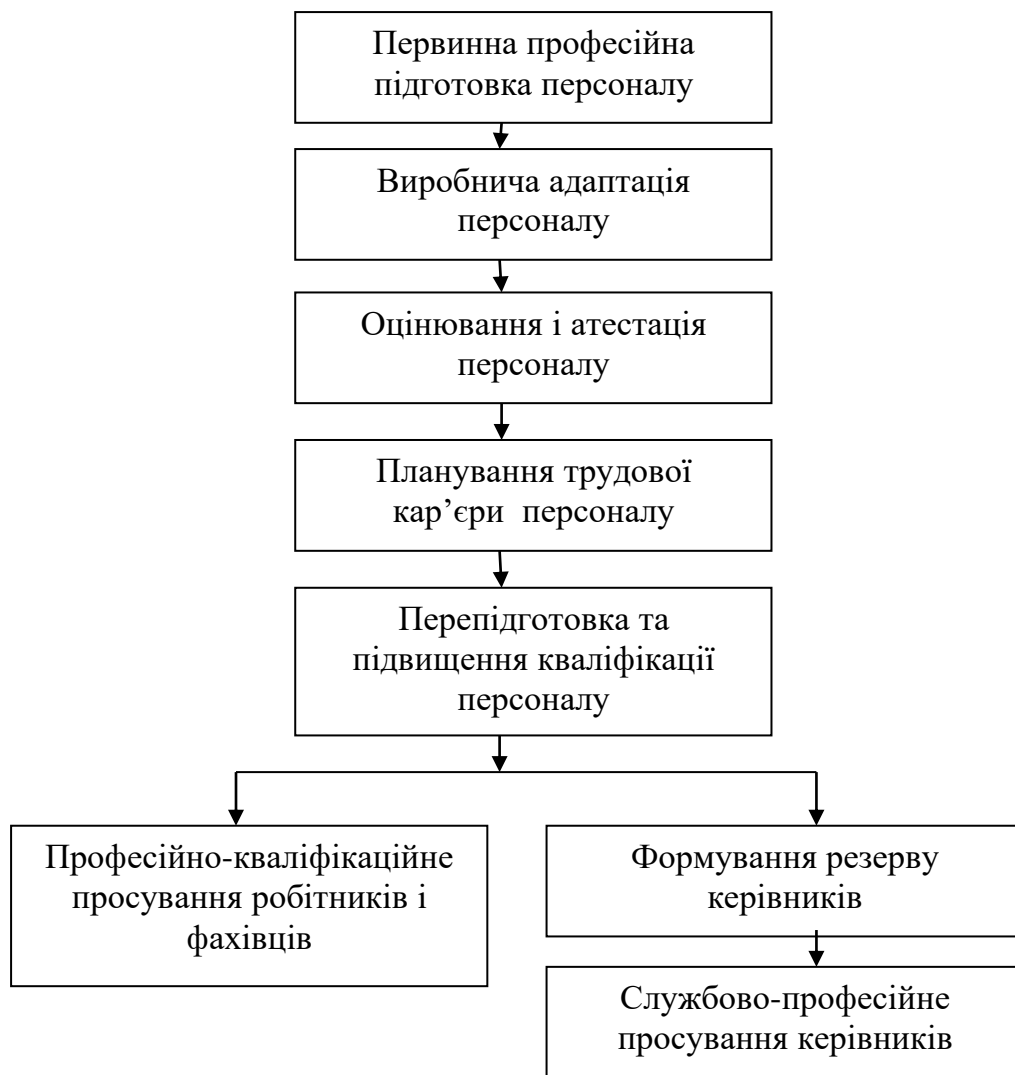 Первинна професійна
підготовка персоналу
Виробнича адаптація
персоналу
Оцінювання і атестація
персоналу
Планування трудової
кар’єри персоналу
Перепідготовка та
підвищення кваліфікації
персоналу
Професійно-кваліфікаційне
просування робітників і
фахівців
Формування резерву
керівників
Службово-професійне
просування керівників